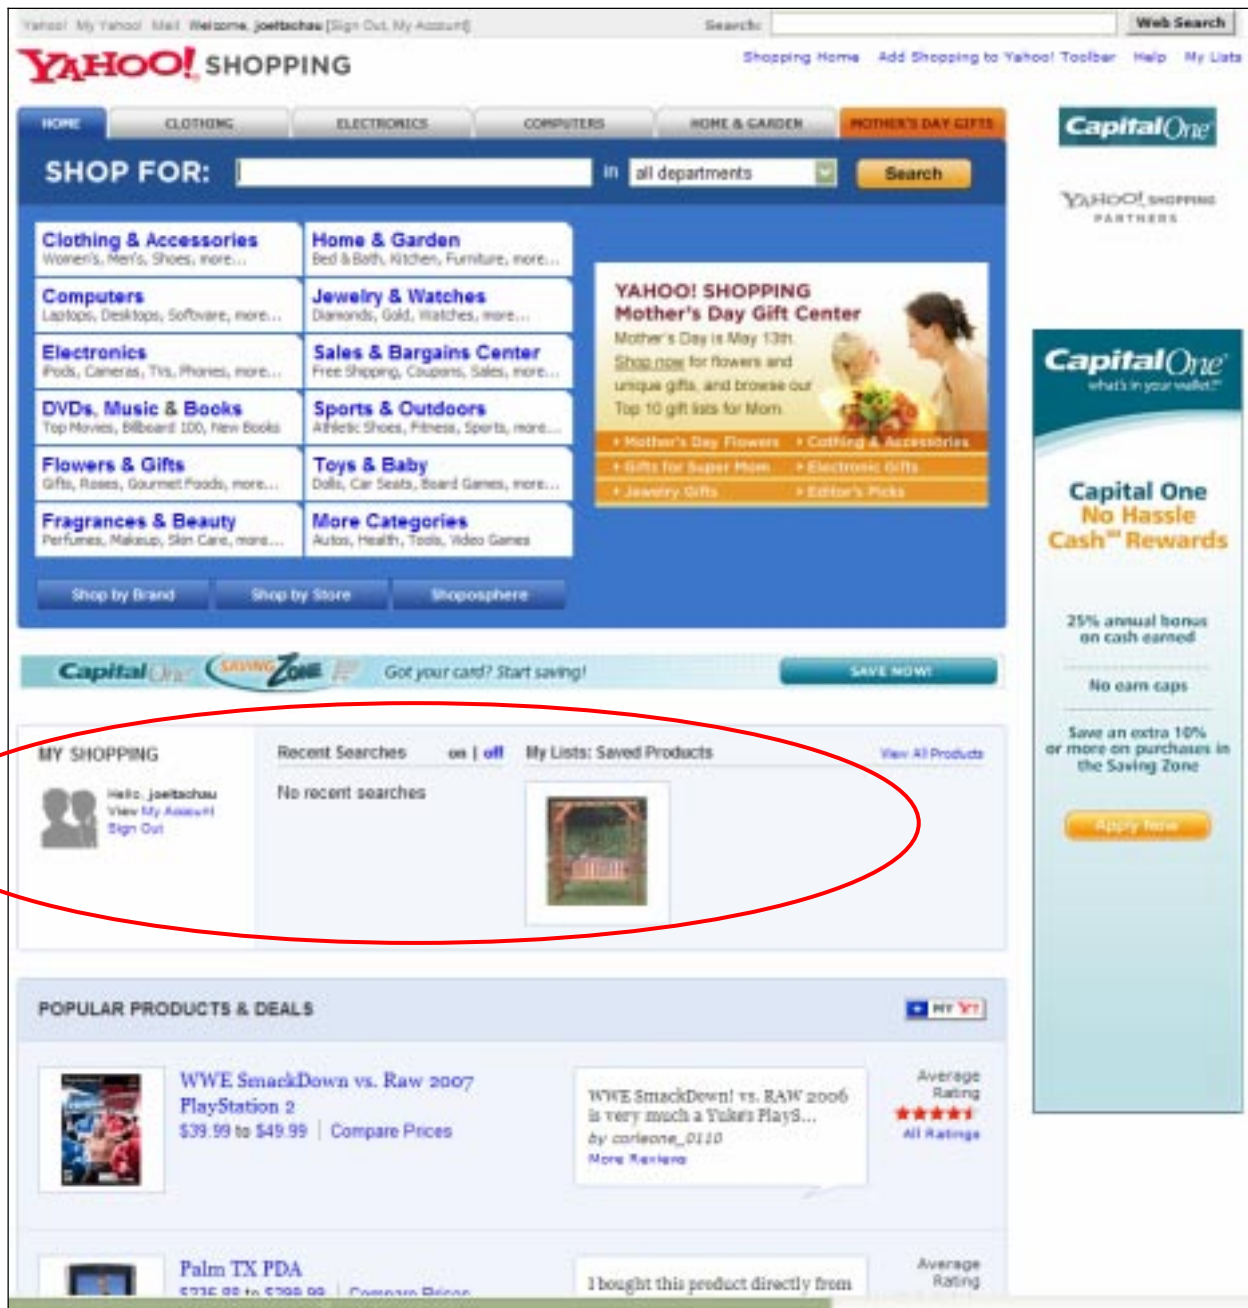 Yahoo! My Yahoo! Mail Welcome, joeltachau [Sign Out, My Account]
Search:
Web Search
YAHOO! SHOPPING
Shopping Home Add Shopping to Yahoo! Toolbar Help My Lists
HOME CLOTHING ELECTRONICS COMPUTERS HOME & GARDEN MOTHER'S DAY GIFTS
SHOP FOR: in all departments Search
Clothing & Accessories
Women's, Men's, Shoes, more...
Home & Garden
Bed & Bath, Kitchen, Furniture, more...
Computers
Laptops, Desktops, Software, more...
Jewelry & Watches
Diamonds, Gold, Watches, more...
Electronics
iPods, Cameras, TVs, Phones, more...
Sales & Bargains Center
Free Shipping, Coupons, Sales, more...
DVDs, Music & Books
Top Movies, Billboard 100, New Books
Sports & Outdoors
Athletic Shoes, Fitness, Sports, more...
Flowers & Gifts
Gifts, Roses, Gourmet Foods, more...
Toys & Baby
Dolls, Car Seats, Board Games, more...
Fragrances & Beauty
Perfumes, Makeup, Skin Care, more...
More Categories
Autos, Health, Tools, Video Games
Shop by Brand Shop by Store Shoposphere
YAHOO! SHOPPING
Mother's Day Gift Center
Mother's Day is May 13th.
Shop now for flowers and
unique gifts, and browse our
Top 10 gift lists for Mom.
Mother's Day Flowers Cothing & Accessories
Gifts for Super Mom Electronic Gifts
Jewelry Gifts Editor's Picks
Capital One
YAHOO! SHOPPING
PARTNERS
Capital One
what's in your wallet?
Capital One
No Hassle
Cash℠ Rewards
25% annual bonus
on cash earned
No earn caps
Save an extra 10%
or more on purchases in
the Saving Zone
Apply Now
Capital One SAVING Zone Got your card? Start saving! SAVE NOW!
MY SHOPPING
Hello, joeltachau
View My Account
Sign Out
Recent Searches on | off
No recent searches
My Lists: Saved Products View All Products
POPULAR PRODUCTS & DEALS
+ MY Y!
WWE SmackDown vs. Raw 2007
PlayStation 2
$39.99 to $49.99 | Compare Prices
WWE SmackDown! vs. RAW 2006
is very much a Yuke's PlayS...
by corleone_0110
More Reviews
Average
Rating
All Ratings
Palm TX PDA
to $299.99 | Compare Prices
I bought this product directly from
Average
Rating